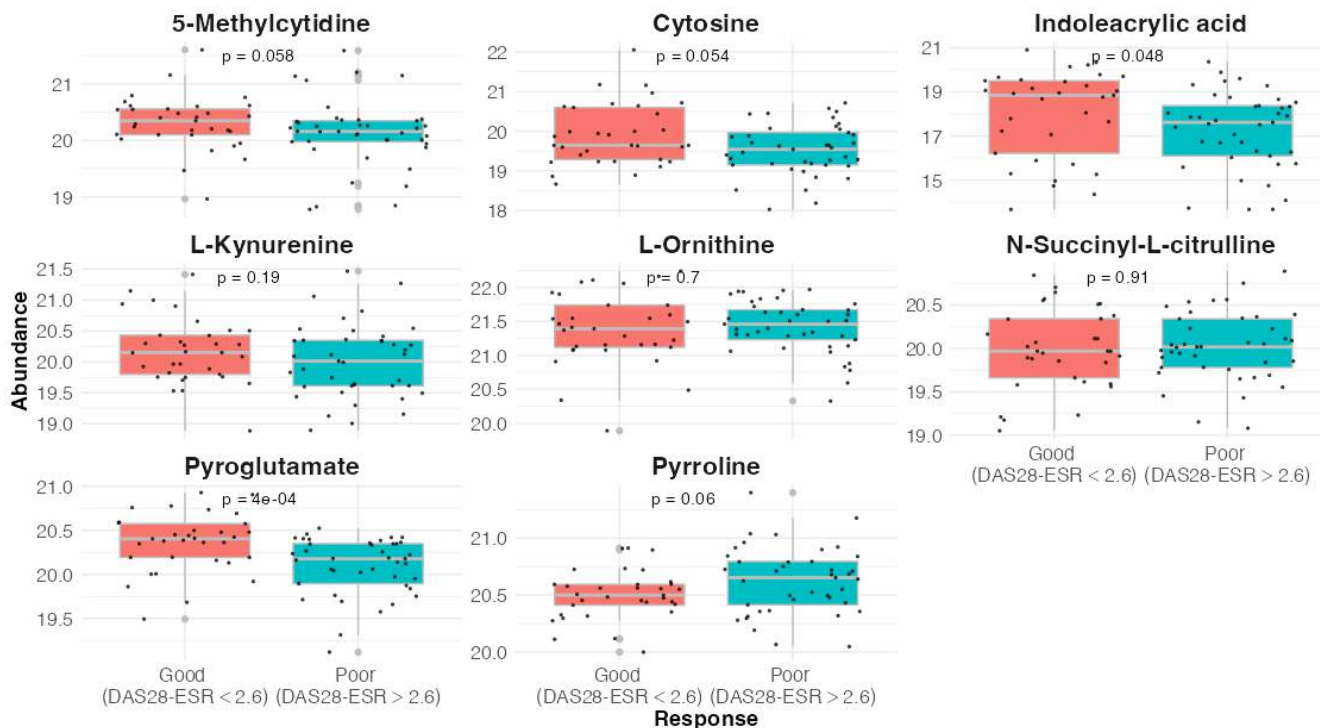 5-Methylcytidine
Cytosine
Indoleacrylic acid
p = 0.058
p = 0.054
p = 0.048
21
20
19
22
21
20
19
18
21
19
17
15
L-Kynurenine
L-Ornithine
N-Succinyl-L-citrulline
p = 0.19
p = 0.7
p = 0.91
21.5
21.0
20.5
20.0
19.5
19.0
22.0
21.5
21.0
20.5
20.0
20.5
20.0
19.5
19.0
Abundance
Good
(DAS28-ESR < 2.6)
Poor
(DAS28-ESR > 2.6)
Pyroglutamate
Pyrroline
p = 4e-04
p = 0.06
21.0
20.5
20.0
19.5
21.0
20.5
20.0
Good
(DAS28-ESR < 2.6)
Poor
(DAS28-ESR > 2.6)
Good
(DAS28-ESR < 2.6)
Poor
(DAS28-ESR > 2.6)
Response